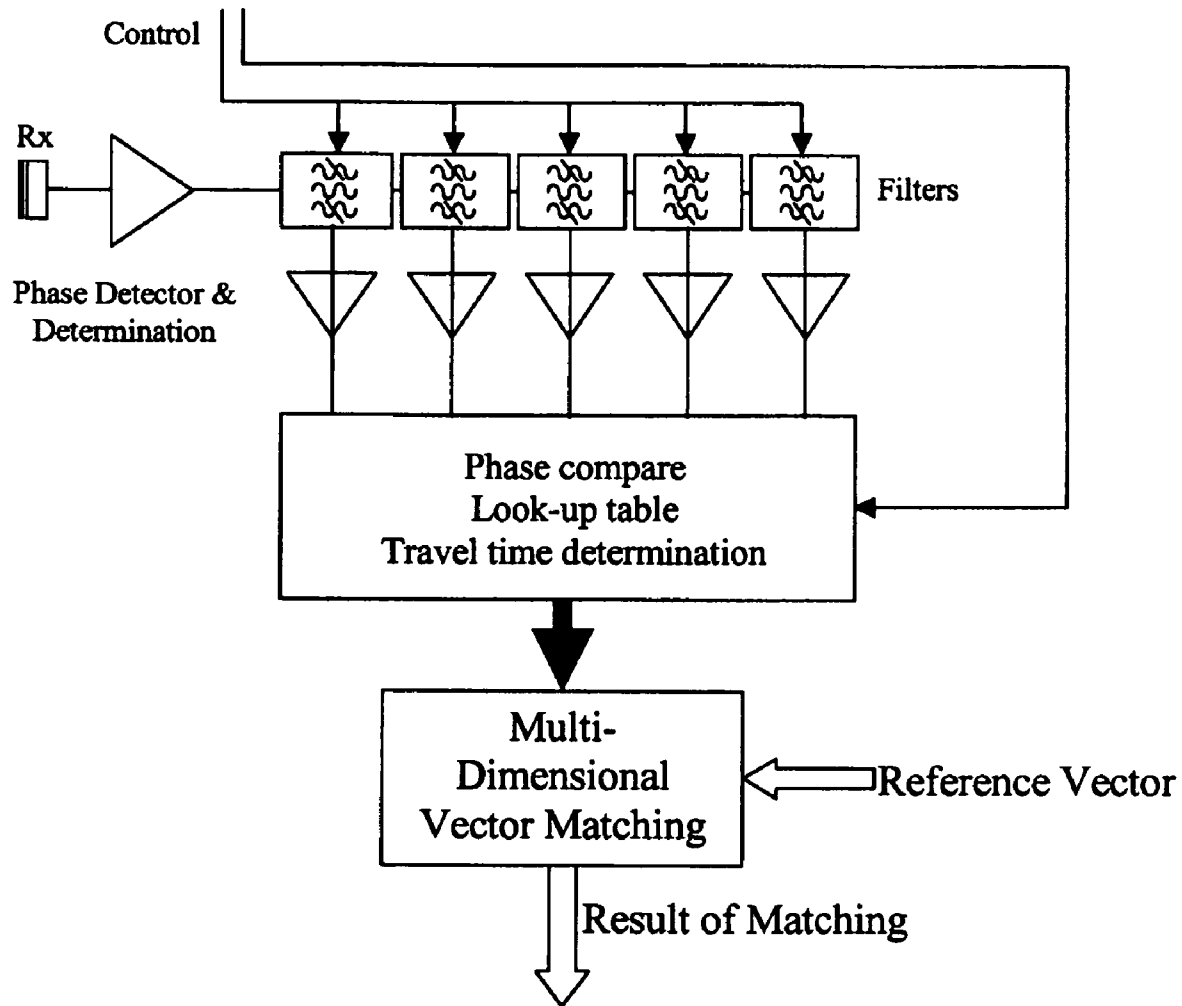 Control
Rx
Filters
Phase Detector &
Determination
Phase compare
Look-up table
Travel time determination
Multi-
Dimensional
Vector Matching
Reference Vector
Result of Matching